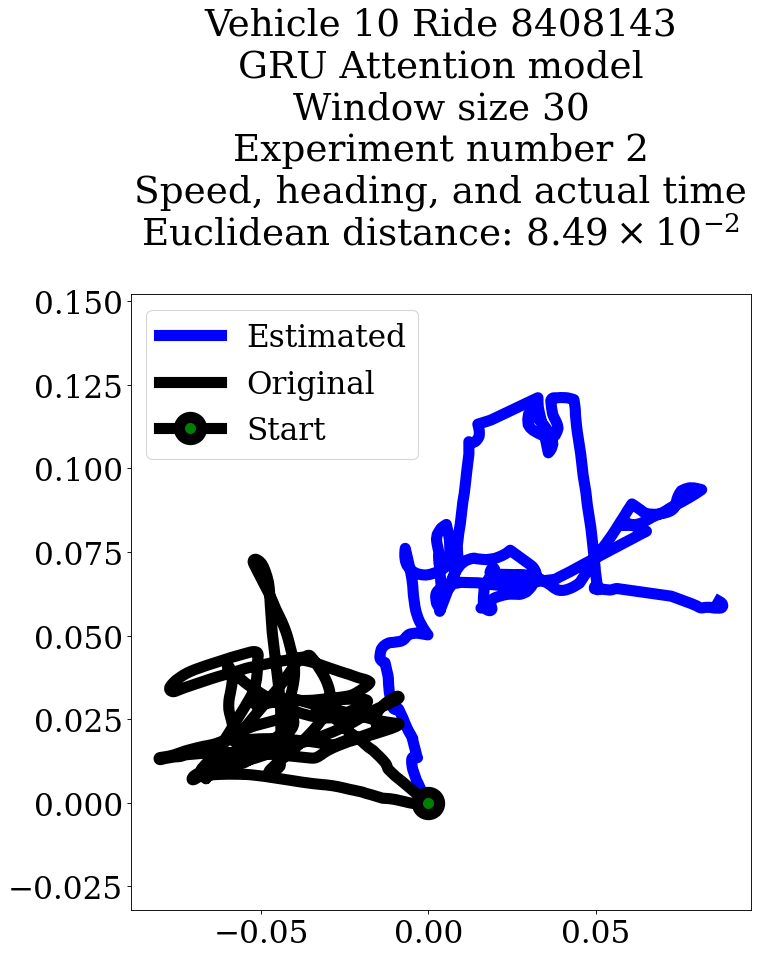 Vehicle 10 Ride 8408143
GRU Attention model
Window size 30
Experiment number 2
Speed, heading, and actual time
Euclidean distance: 8.49 × 10⁻²
0.150
Estimated
0.125
Original
Start
0.100
0.075
0.050
0.025
0.000
−0.025
−0.05 0.00 0.05